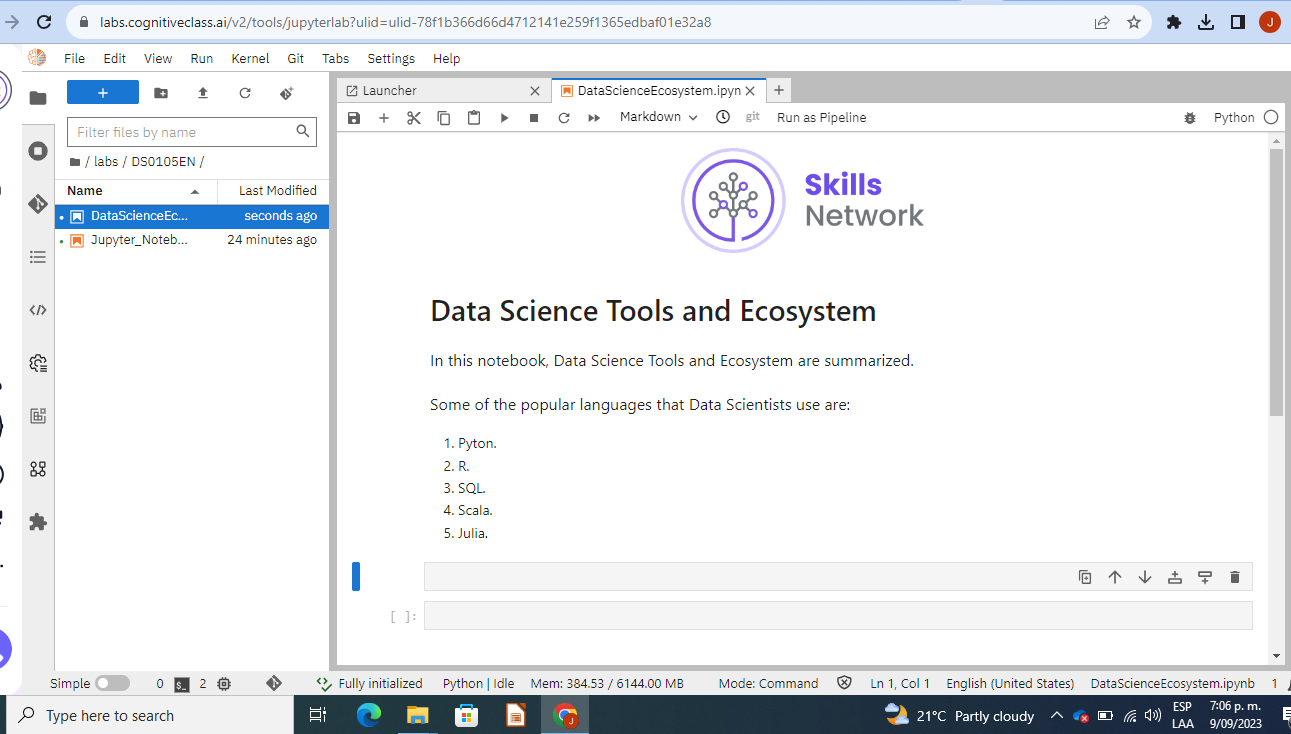 labs.cognitiveclass.ai/v2/tools/jupyterlab?ulid=ulid-78f1b366d66d4712141e259f1365edbaf01e32a8
J
File Edit View Run Kernel Git Tabs Settings Help
+
Launcher
DataScienceEcosystem.ipyn
Filter files by name
Markdown
git
Run as Pipeline
Python
/ labs / DS0105EN /
Name Last Modified
DataScienceEc... seconds ago
Jupyter_Noteb... 24 minutes ago
Skills
Network
Data Science Tools and Ecosystem
In this notebook, Data Science Tools and Ecosystem are summarized.
Some of the popular languages that Data Scientists use are:
1. Pyton.
2. R.
3. SQL.
4. Scala.
5. Julia.
[ ]:
Simple 0 2 Fully initialized Python | Idle Mem: 384.53 / 6144.00 MB Mode: Command Ln 1, Col 1 English (United States) DataScienceEcosystem.ipynb 1
Type here to search
J
21°C Partly cloudy
ESP
LAA
7:06 p. m.
9/09/2023